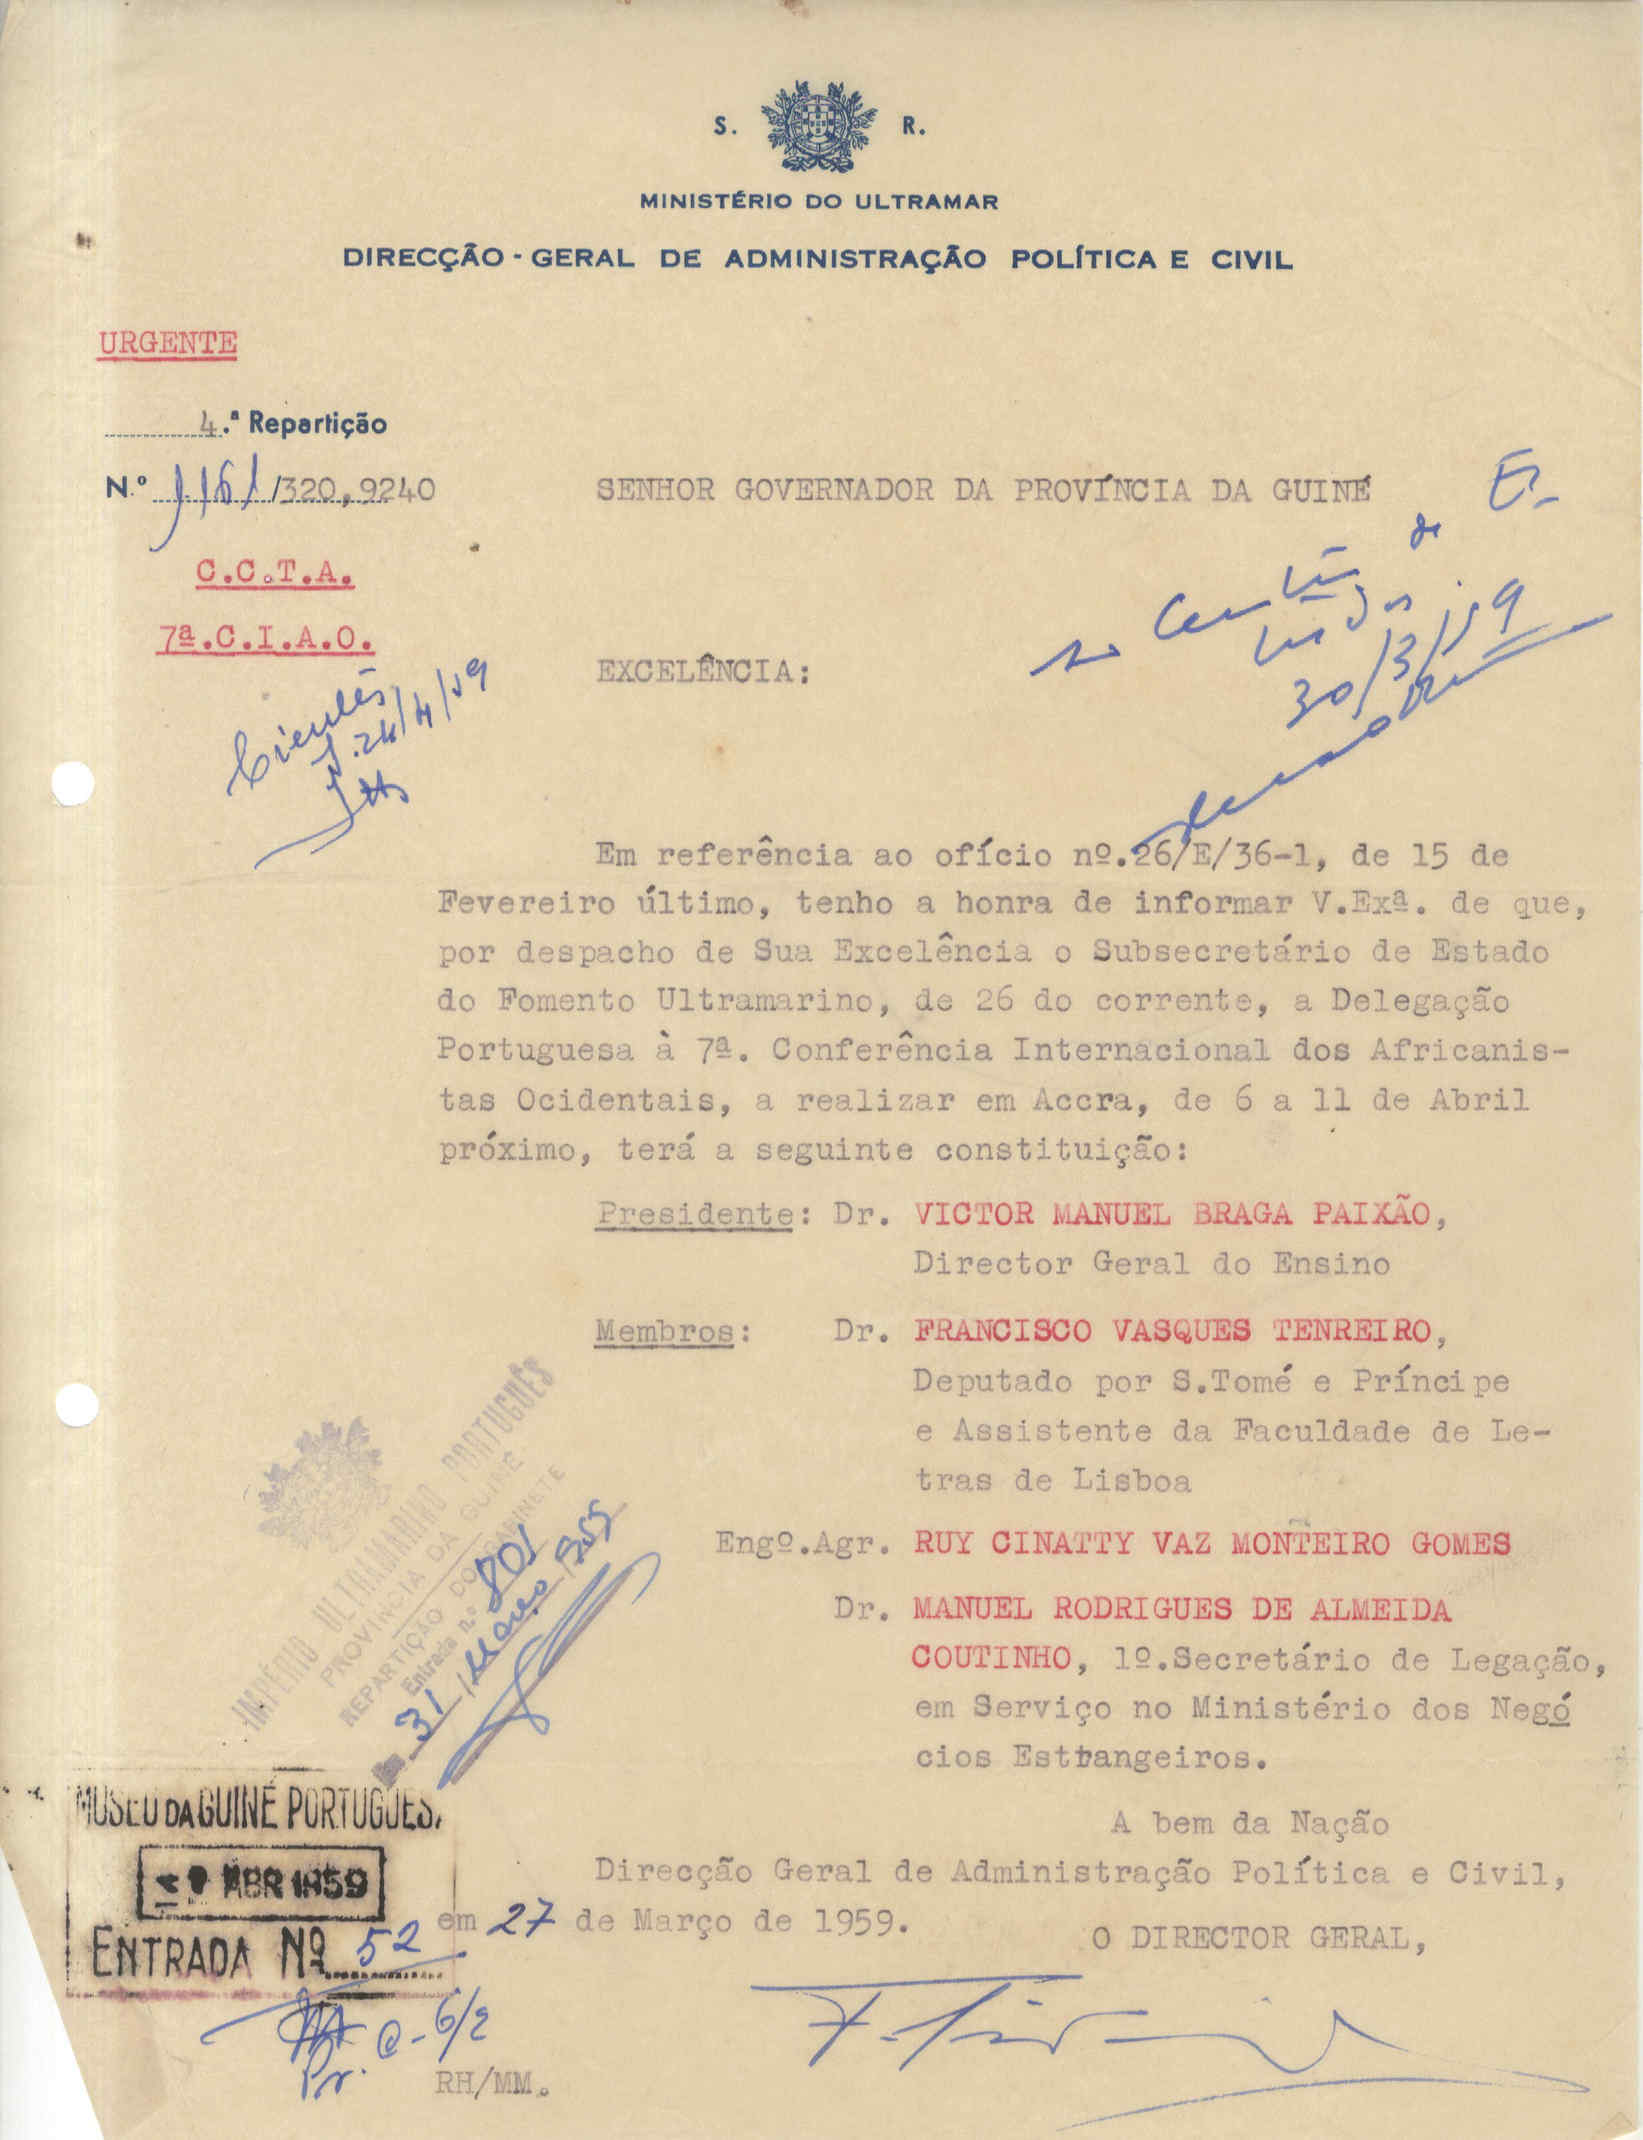 S. R.
MINISTÉRIO DO ULTRAMAR
DIRECÇÃO - GERAL DE ADMINISTRAÇÃO POLÍTICA E CIVIL
URGENTE
4.ª Repartição
N.º 1161/320,9240
SENHOR GOVERNADOR DA PROVÍNCIA DA GUINÉ
C.C.T.A.
7ª.C.I.A.O.
30/3/59
EXCELÊNCIA:
24/4/59
Em referência ao ofício nº.26/E/36-1, de 15 de
Fevereiro último, tenho a honra de informar V.Exª. de que,
por despacho de Sua Excelência o Subsecretário de Estado
do Fomento Ultramarino, de 26 do corrente, a Delegação
Portuguesa à 7ª. Conferência Internacional dos Africanis-
tas Ocidentais, a realizar em Accra, de 6 a 11 de Abril
próximo, terá a seguinte constituição:
Presidente: Dr. VICTOR MANUEL BRAGA PAIXÃO,
Director Geral do Ensino
Membros: Dr. FRANCISCO VASQUES TENREIRO,
Deputado por S.Tomé e Príncipe
e Assistente da Faculdade de Le-
tras de Lisboa
Engº.Agr. RUY CINATTY VAZ MONTEIRO GOMES
Dr. MANUEL RODRIGUES DE ALMEIDA
COUTINHO, 1º.Secretário de Legação,
em Serviço no Ministério dos Negó
cios Estrangeiros.
IMPÉRIO ULTRAMARINO PORTUGUÊS
PROVÍNCIA DA GUINÉ
REPARTIÇÃO DO GABINETE
Entrada n.º 801
31/Março/959
A bem da Nação
Direcção Geral de Administração Política e Civil,
em 27 de Março de 1959.
O DIRECTOR GERAL,
MUSEU DA GUINÉ PORTUGUESA
ABR 1959
ENTRADA Nº 52
Pr. C-6/2
RH/MM.